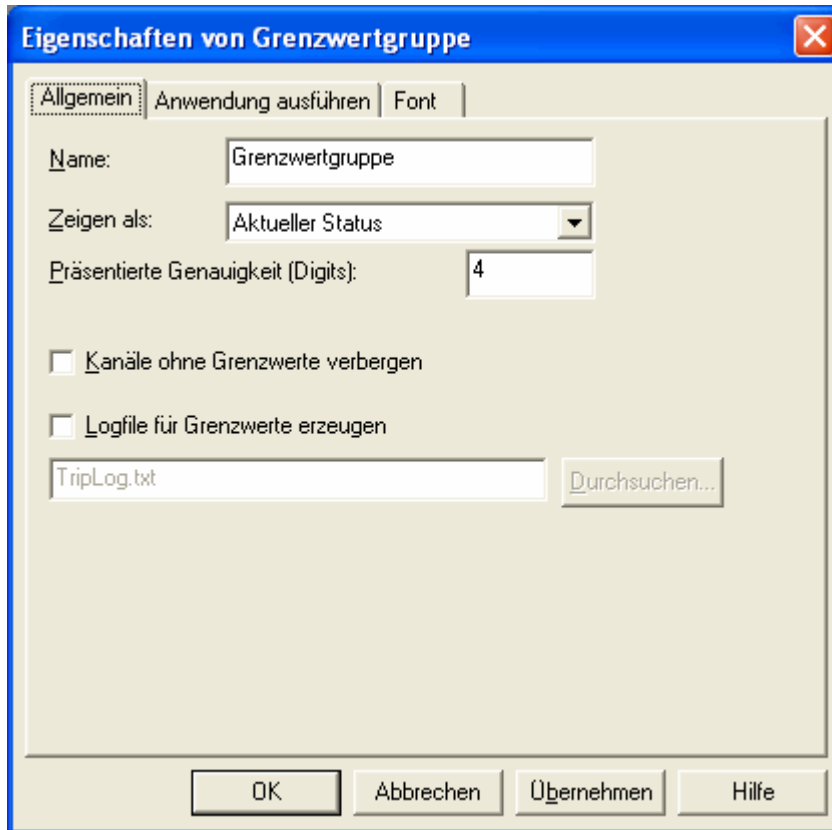 Eigenschaften von Grenzwertgruppe
Allgemein Anwendung ausführen Font
Name: Grenzwertgruppe
Zeigen als: Aktueller Status
Präsentierte Genauigkeit (Digits): 4
Kanäle ohne Grenzwerte verbergen
Logfile für Grenzwerte erzeugen
TripLog.txt Durchsuchen...
OK Abbrechen Übernehmen Hilfe